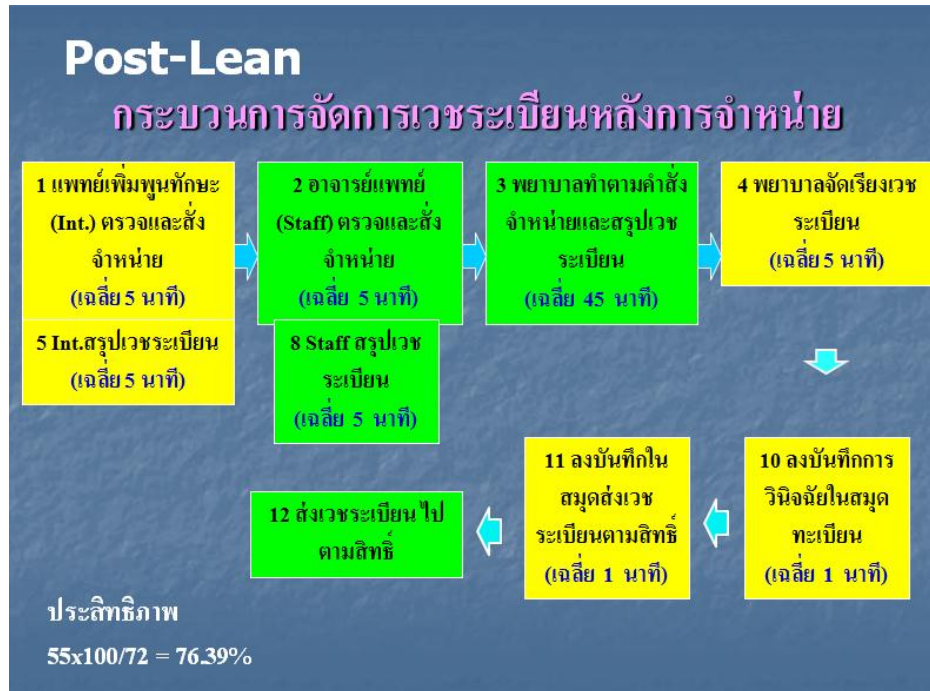 Post-Lean
กระบวนการจัดการเวชระเบียนหลังการจำหน่าย
1 แพทย์เพิ่มพูนทักษะ
(Int.) ตรวจและสั่ง
จำหน่าย
(เฉลี่ย 5 นาที)
2 อาจารย์แพทย์
(Staff) ตรวจและสั่ง
จำหน่าย
(เฉลี่ย 5 นาที)
3 พยาบาลทำตามคำสั่ง
จำหน่ายและสรุปเวช
ระเบียน
(เฉลี่ย 45 นาที)
4 พยาบาลจัดเรียงเวช
ระเบียน
(เฉลี่ย 5 นาที)
5 Int.สรุปเวชระเบียน
(เฉลี่ย 5 นาที)
8 Staff สรุปเวช
ระเบียน
(เฉลี่ย 5 นาที)
10 ลงบันทึกการ
วินิจฉัยในสมุด
ทะเบียน
(เฉลี่ย 1 นาที)
11 ลงบันทึกใน
สมุดส่งเวช
ระเบียนตามสิทธิ์
(เฉลี่ย 1 นาที)
12 ส่งเวชระเบียน ไป
ตามสิทธิ์
ประสิทธิภาพ
55x100/72 = 76.39%